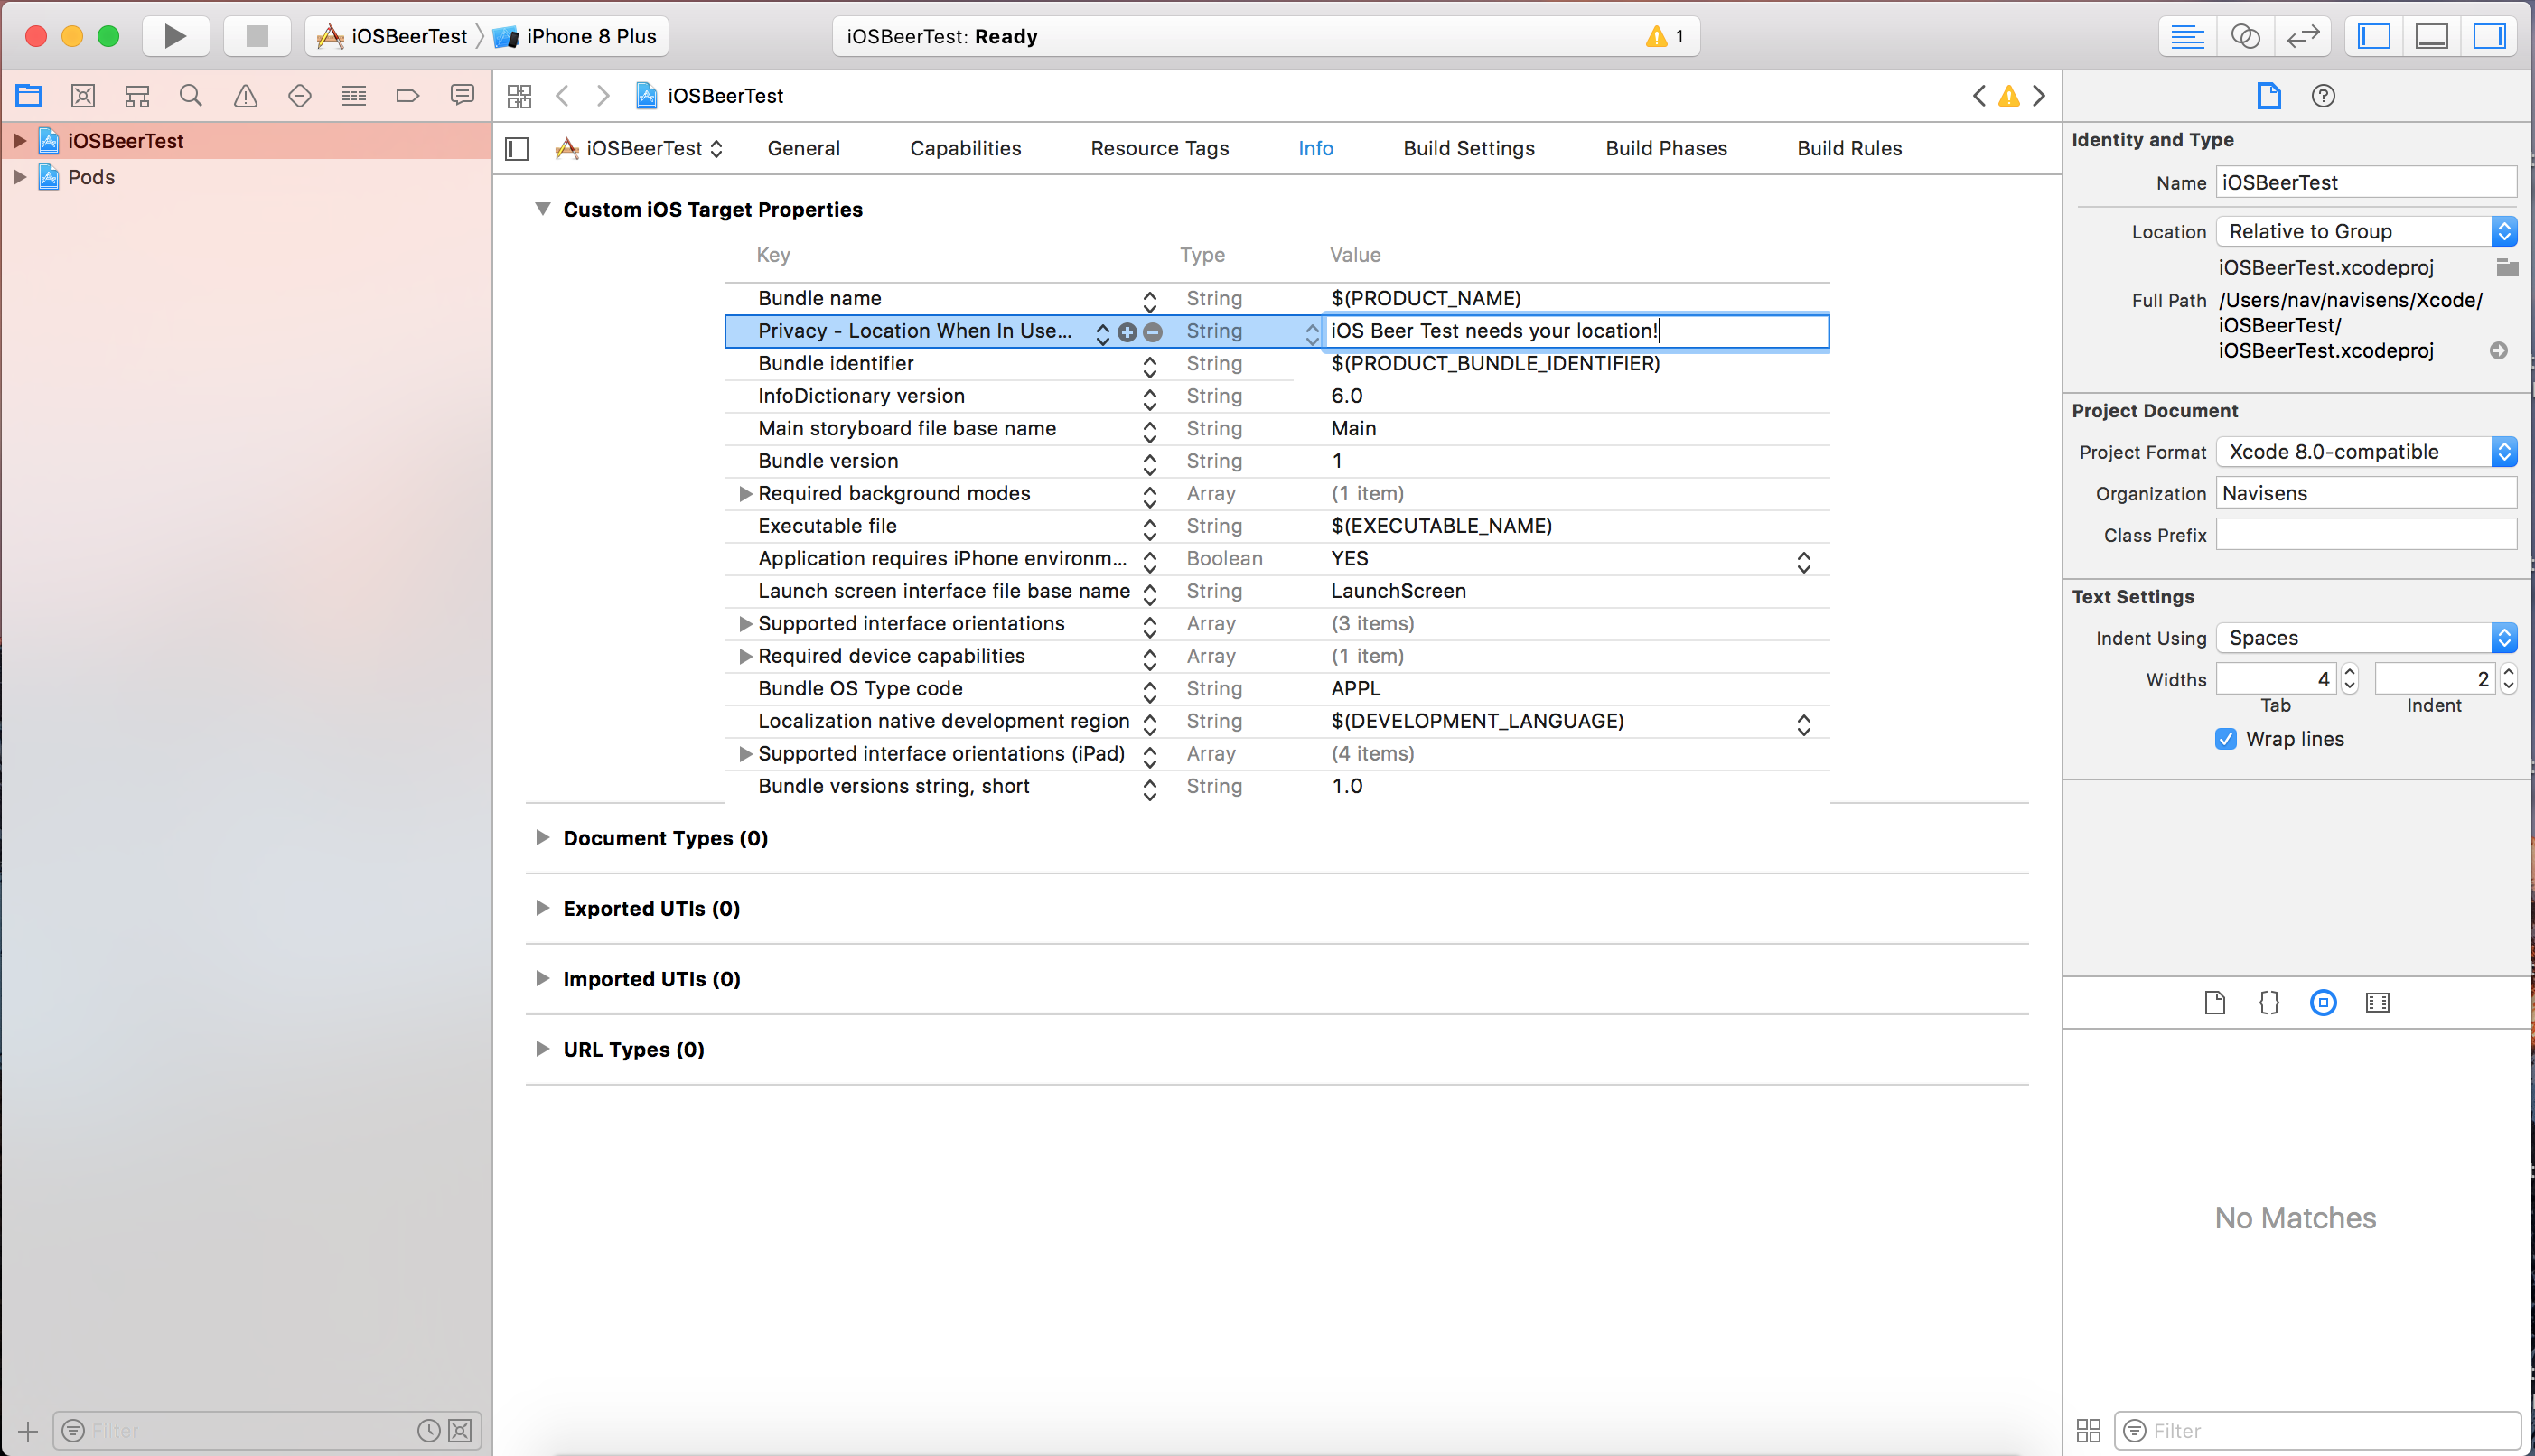 iOSBeerTest iPhone 8 Plus
iOSBeerTest: Ready 1
iOSBeerTest
Pods
iOSBeerTest
iOSBeerTest General Capabilities Resource Tags Info Build Settings Build Phases Build Rules
Custom iOS Target Properties
Key Type Value
Bundle name String $(PRODUCT_NAME)
Privacy - Location When In Use... String iOS Beer Test needs your location!
Bundle identifier String $(PRODUCT_BUNDLE_IDENTIFIER)
InfoDictionary version String 6.0
Main storyboard file base name String Main
Bundle version String 1
Required background modes Array (1 item)
Executable file String $(EXECUTABLE_NAME)
Application requires iPhone environm... Boolean YES
Launch screen interface file base name String LaunchScreen
Supported interface orientations Array (3 items)
Required device capabilities Array (1 item)
Bundle OS Type code String APPL
Localization native development region String $(DEVELOPMENT_LANGUAGE)
Supported interface orientations (iPad) Array (4 items)
Bundle versions string, short String 1.0
Document Types (0)
Exported UTIs (0)
Imported UTIs (0)
URL Types (0)
Filter
Identity and Type
Name iOSBeerTest
Location Relative to Group
iOSBeerTest.xcodeproj
Full Path /Users/nav/navisens/Xcode/
iOSBeerTest/
iOSBeerTest.xcodeproj
Project Document
Project Format Xcode 8.0-compatible
Organization Navisens
Class Prefix
Text Settings
Indent Using Spaces
Widths 4 2
Tab Indent
Wrap lines
No Matches
Filter